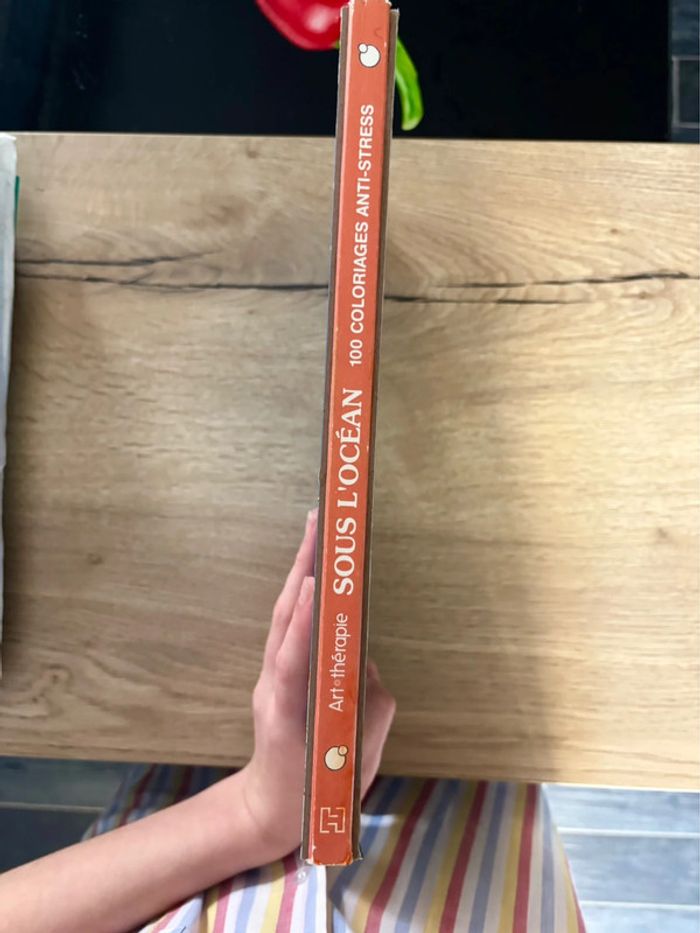 Art•thérapie SOUS L'OCÉAN 100 COLORIAGES ANTI-STRESS